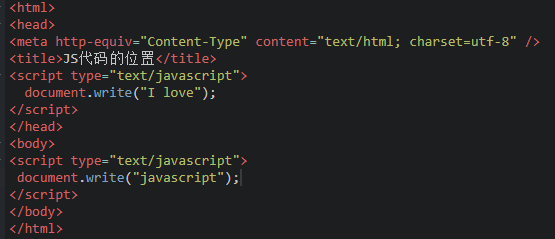 <html>
<head>
<meta http-equiv="Content-Type" content="text/html; charset=utf-8" />
<title>JS代码的位置</title>
<script type="text/javascript">
  document.write("I love");
</script>
</head>
<body>
<script type="text/javascript">
 document.write("javascript");
</script>
</body>
</html>